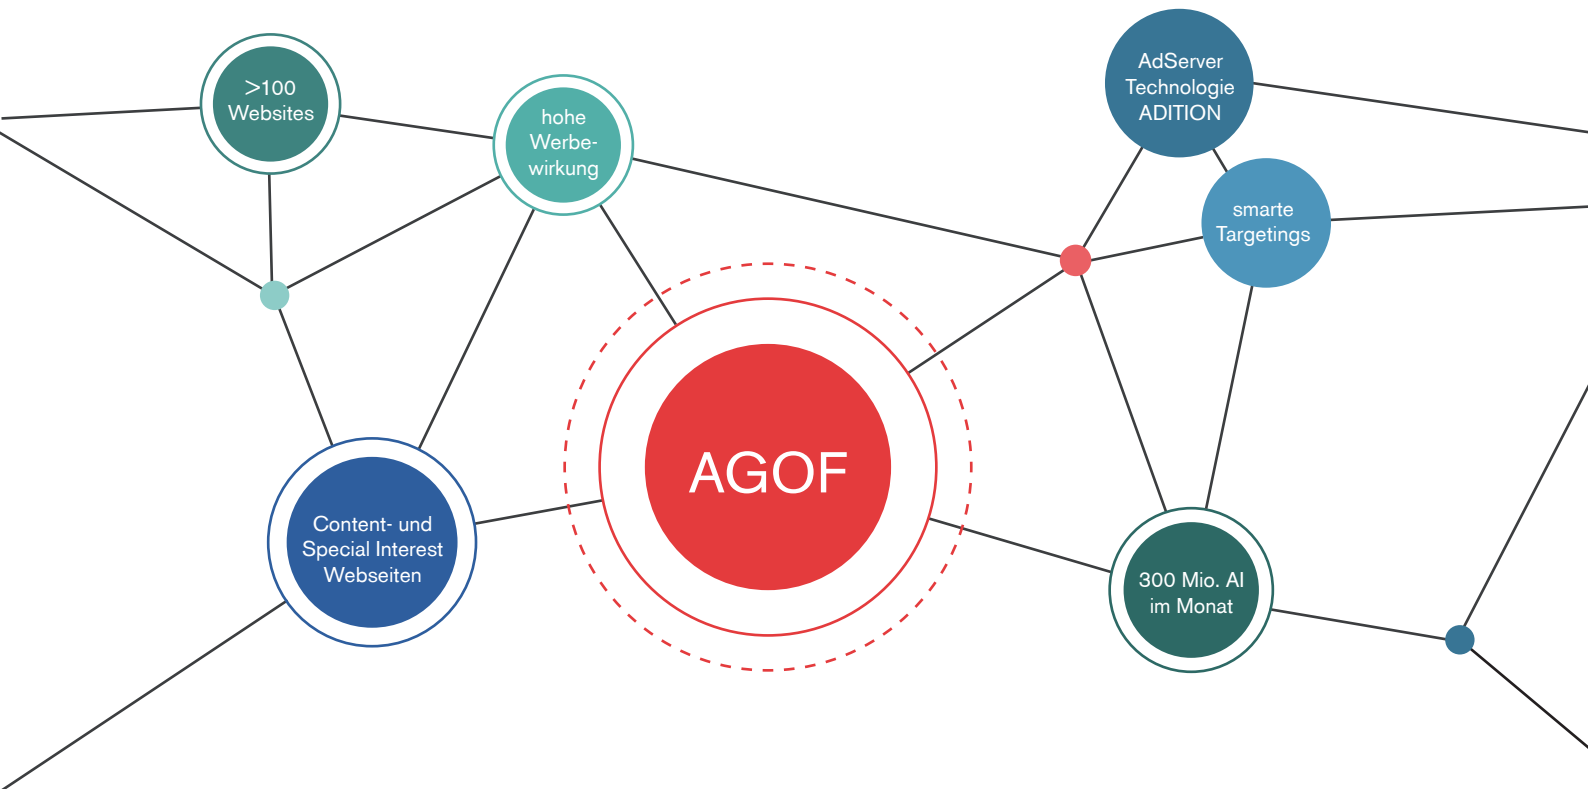 >100
Websites
hohe
Werbe-
wirkung
AdServer
Technologie
ADITION
smarte
Targetings
AGOF
Content- und
Special Interest
Webseiten
300 Mio. AI
im Monat